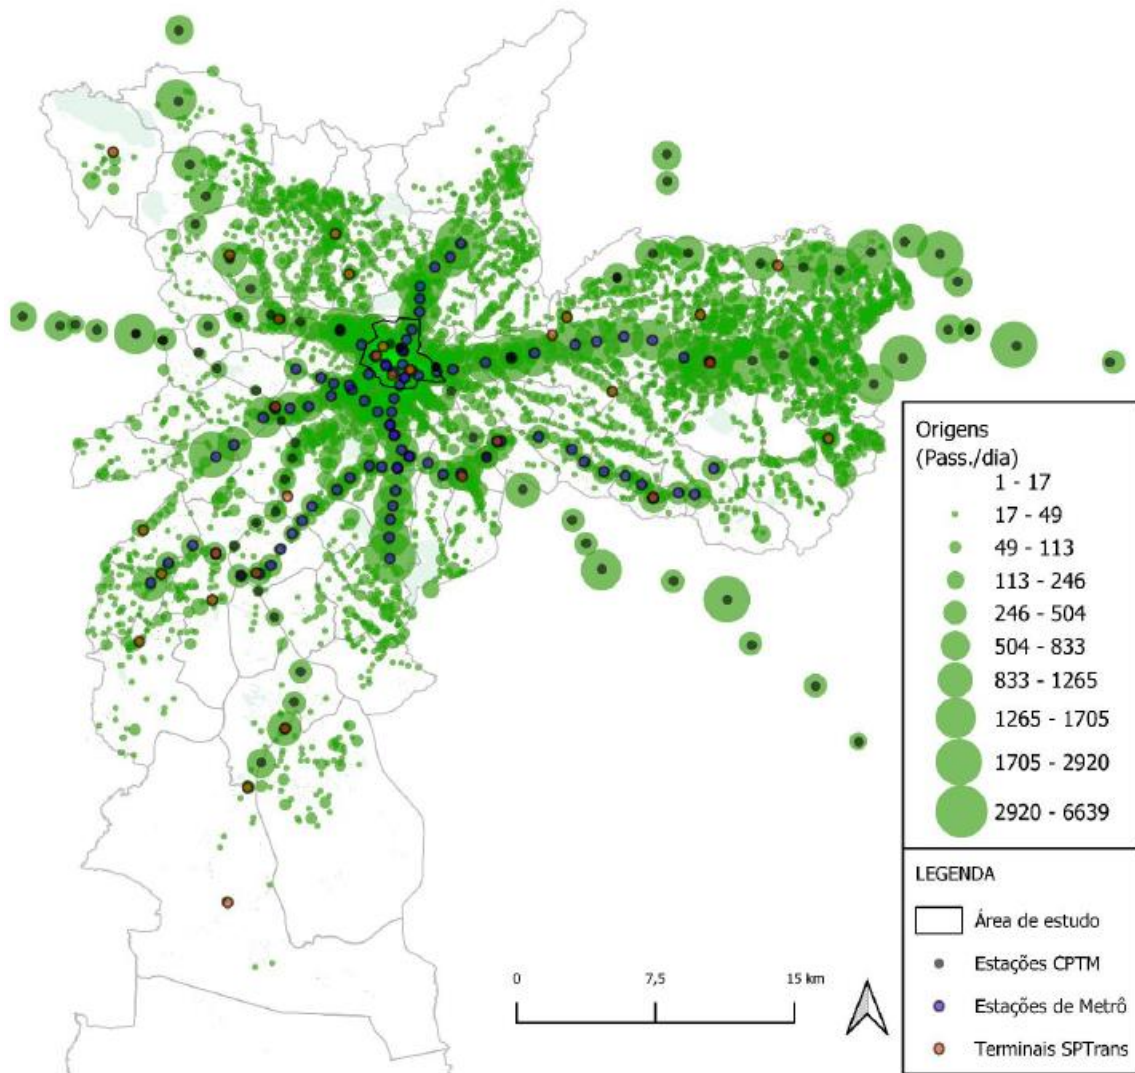 Origens
(Pass./dia)
1 - 17
17 - 49
49 - 113
113 - 246
246 - 504
504 - 833
833 - 1265
1265 - 1705
1705 - 2920
2920 - 6639
LEGENDA
Área de estudo
Estações CPTM
Estações de Metrô
Terminais SPTrans
0 7,5 15 km